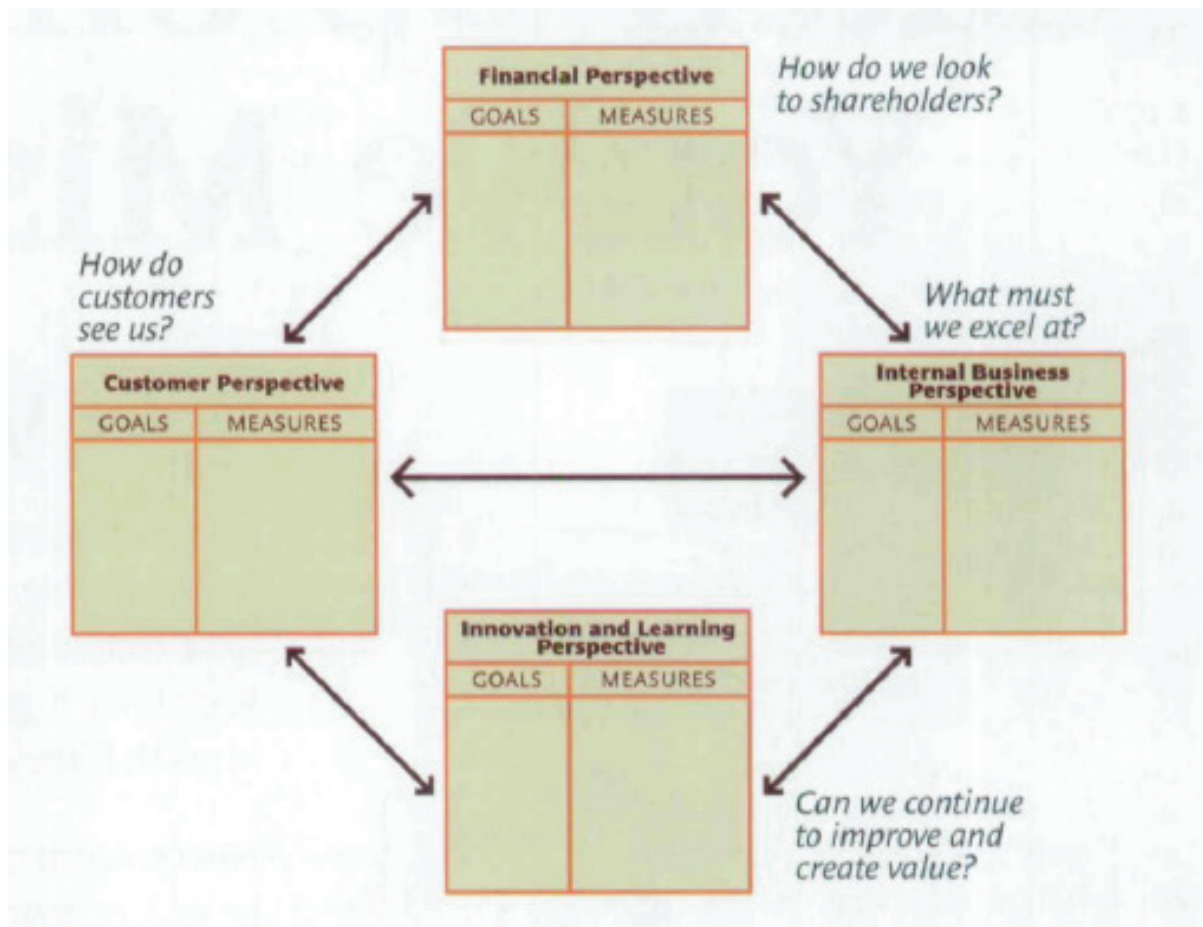 Financial Perspective
GOALS MEASURES
How do we look
to shareholders?
How do
customers
see us?
Customer Perspective
GOALS MEASURES
What must
we excel at?
Internal Business
Perspective
GOALS MEASURES
Innovation and Learning
Perspective
GOALS MEASURES
Can we continue
to improve and
create value?